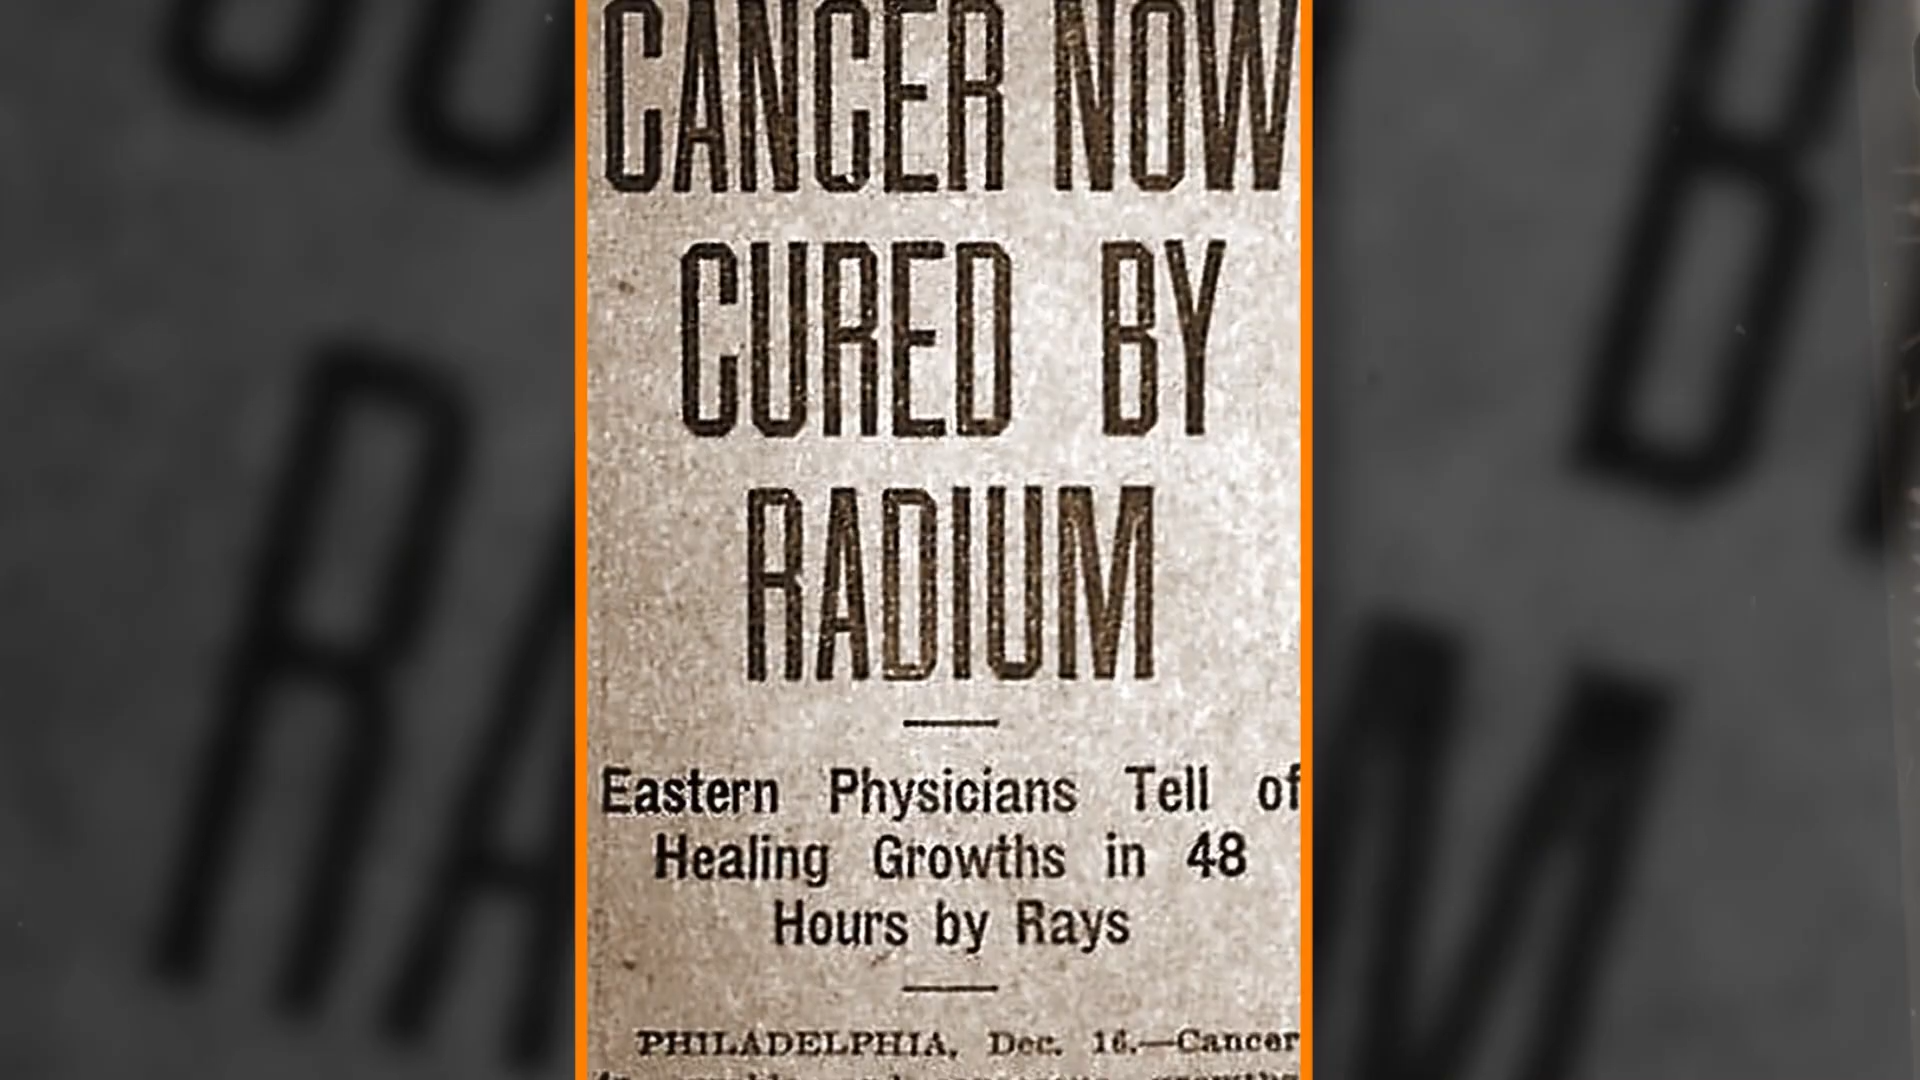 CANCER NOW
CURED BY
RADIUM
Eastern Physicians Tell of
Healing Growths in 48
Hours by Rays
PHILADELPHIA, Dec. 16.—Cancer